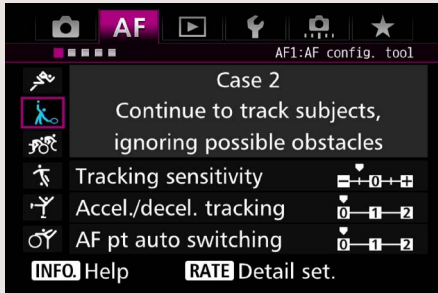 AF
AF1:AF config. tool
Case 2
Continue to track subjects,
ignoring possible obstacles
Tracking sensitivity
- 0 +
Accel./decel. tracking
0 1 2
AF pt auto switching
0 1 2
INFO. Help RATE Detail set.